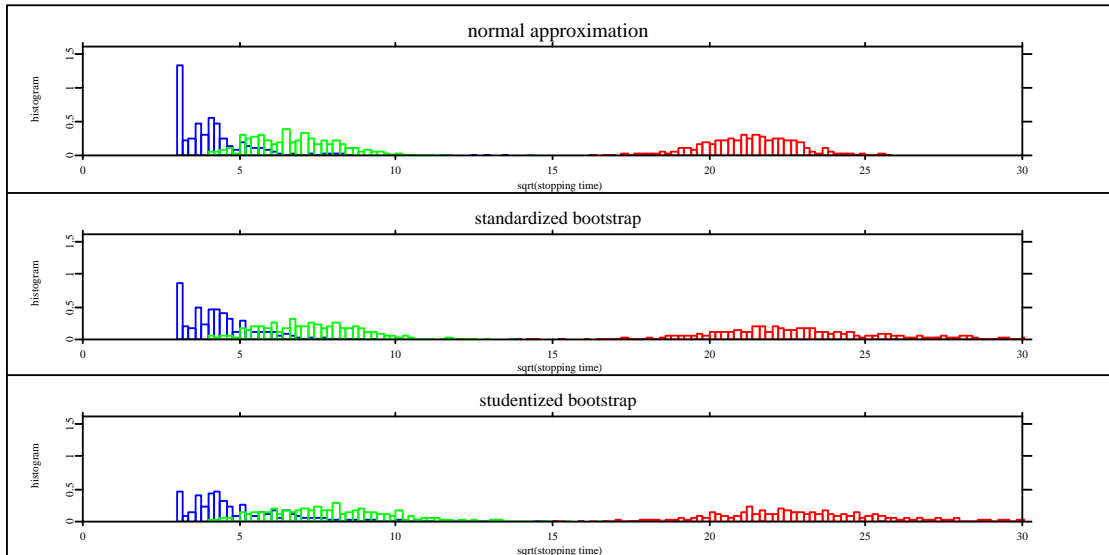 normal approximation
histogram
0 0.5 1 1.5
0 5 10 15 20 25 30
sqrt(stopping time)
standardized bootstrap
histogram
0 0.5 1 1.5
0 5 10 15 20 25 30
sqrt(stopping time)
studentized bootstrap
histogram
0 0.5 1 1.5
0 5 10 15 20 25 30
sqrt(stopping time)